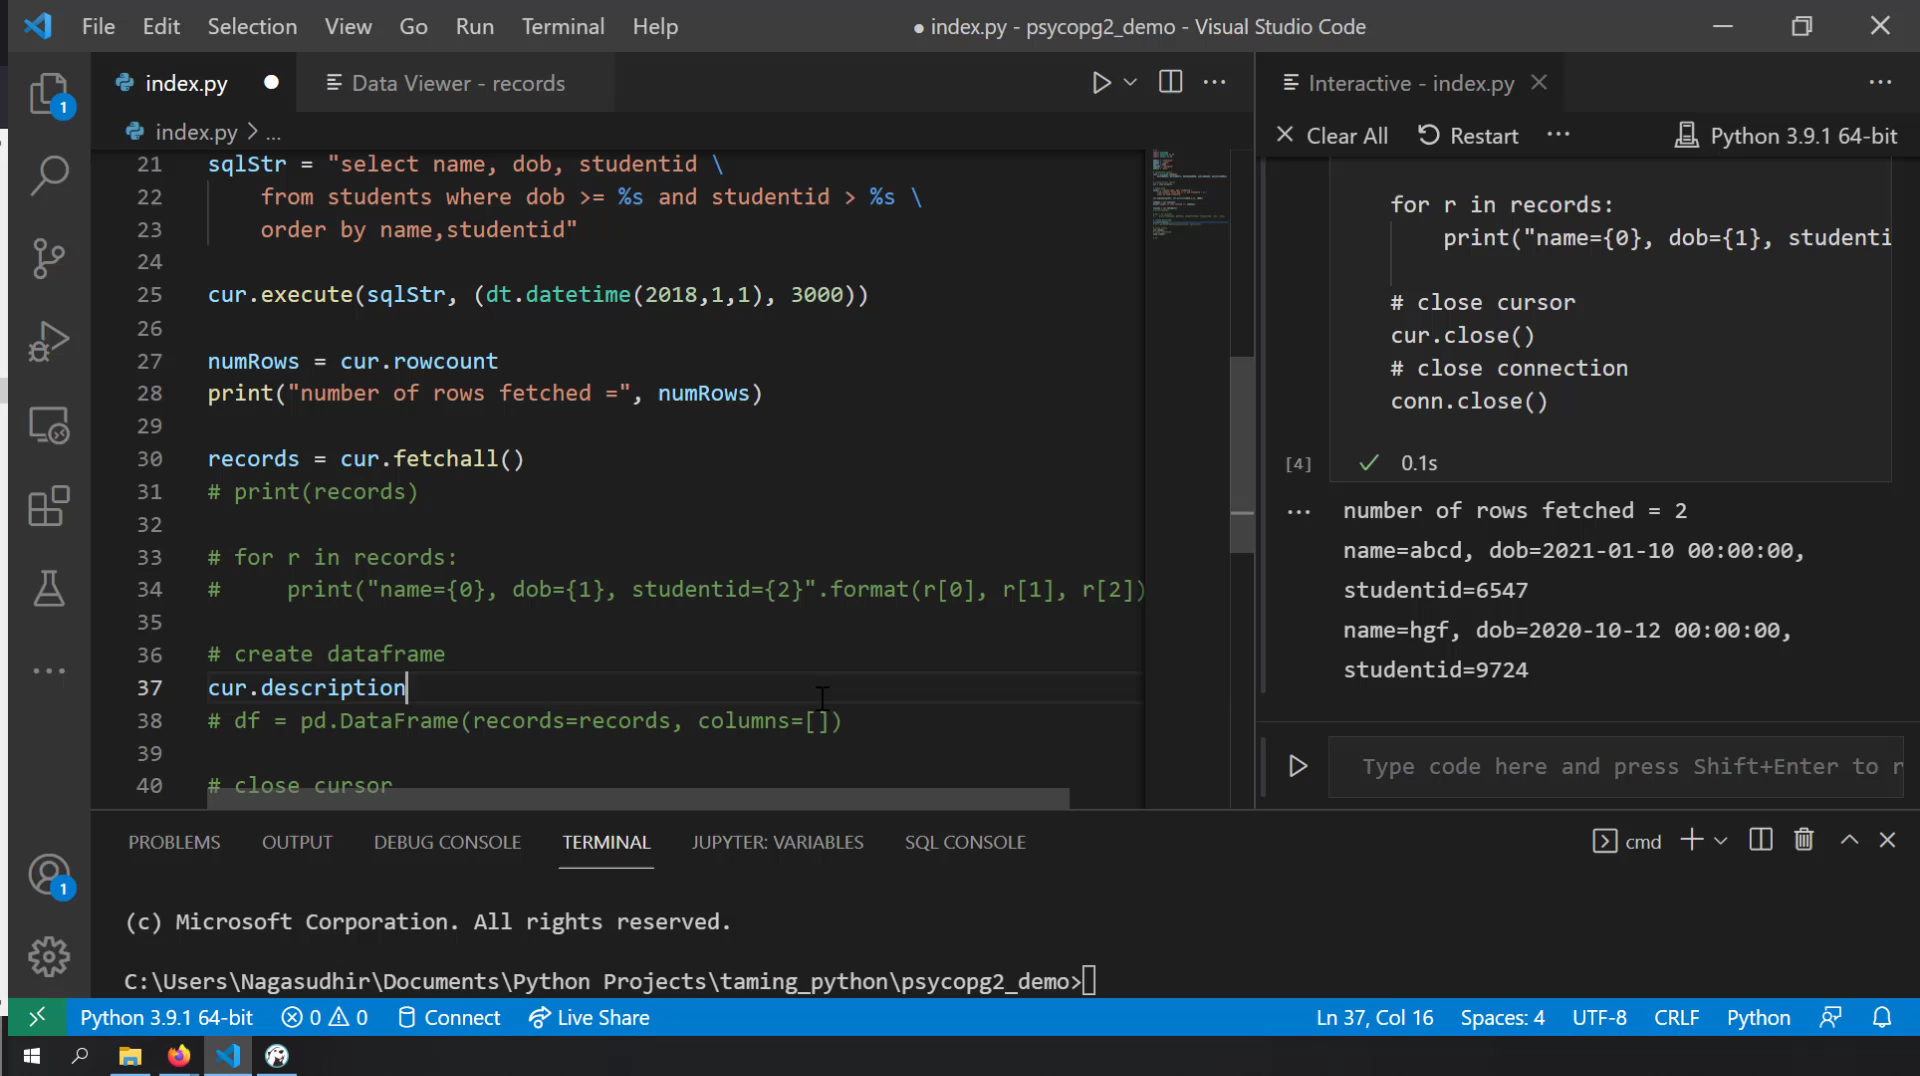 File Edit Selection View Go Run Terminal Help
● index.py - psycopg2_demo - Visual Studio Code
index.py
Data Viewer - records
index.py > ...
21 sqlStr = "select name, dob, studentid \
22 from students where dob >= %s and studentid > %s \
23 order by name,studentid"
24
25 cur.execute(sqlStr, (dt.datetime(2018,1,1), 3000))
26
27 numRows = cur.rowcount
28 print("number of rows fetched =", numRows)
29
30 records = cur.fetchall()
31 # print(records)
32
33 # for r in records:
34 #     print("name={0}, dob={1}, studentid={2}".format(r[0], r[1], r[2])
35
36 # create dataframe
37 cur.description
38 # df = pd.DataFrame(records=records, columns=[])
39
40 # close cursor
Interactive - index.py
Clear All Restart ··· Python 3.9.1 64-bit
for r in records:
print("name={0}, dob={1}, studenti
# close cursor
cur.close()
# close connection
conn.close()
[4] ✓ 0.1s
number of rows fetched = 2
name=abcd, dob=2021-01-10 00:00:00,
studentid=6547
name=hgf, dob=2020-10-12 00:00:00,
studentid=9724
Type code here and press Shift+Enter to r
PROBLEMS OUTPUT DEBUG CONSOLE TERMINAL JUPYTER: VARIABLES SQL CONSOLE
cmd
(c) Microsoft Corporation. All rights reserved.
C:\Users\Nagasudhir\Documents\Python Projects\taming_python\psycopg2_demo>
1
1
Python 3.9.1 64-bit 0 0 Connect Live Share
Ln 37, Col 16 Spaces: 4 UTF-8 CRLF Python